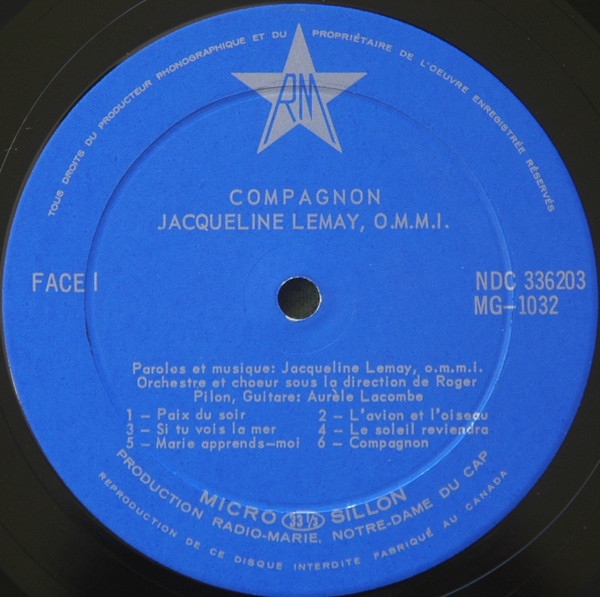 TOUS DROITS DU PRODUCTEUR PHONOGRAPHIQUE ET DU PROPRIÉTAIRE DE L'OEUVRE ENREGISTRÉE RÉSERVÉS
RM
COMPAGNON
JACQUELINE LEMAY, O.M.M.I.
FACE I
NDC 336203
MG-1032
Paroles et musique: Jacqueline Lemay, o.m.m.i.
Orchestre et choeur sous la direction de Roger
Pilon, Guitare: Aurèle Lacombe
1 - Paix du soir 2 - L'avion et l'oiseau
3 - Si tu vois la mer 4 - Le soleil reviendra
5 - Marie apprends-moi 6 - Compagnon
MICRO 33 1/3 SILLON
PRODUCTION RADIO-MARIE, NOTRE-DAME DU CAP
REPRODUCTION DE CE DISQUE INTERDITE FABRIQUÉ AU CANADA